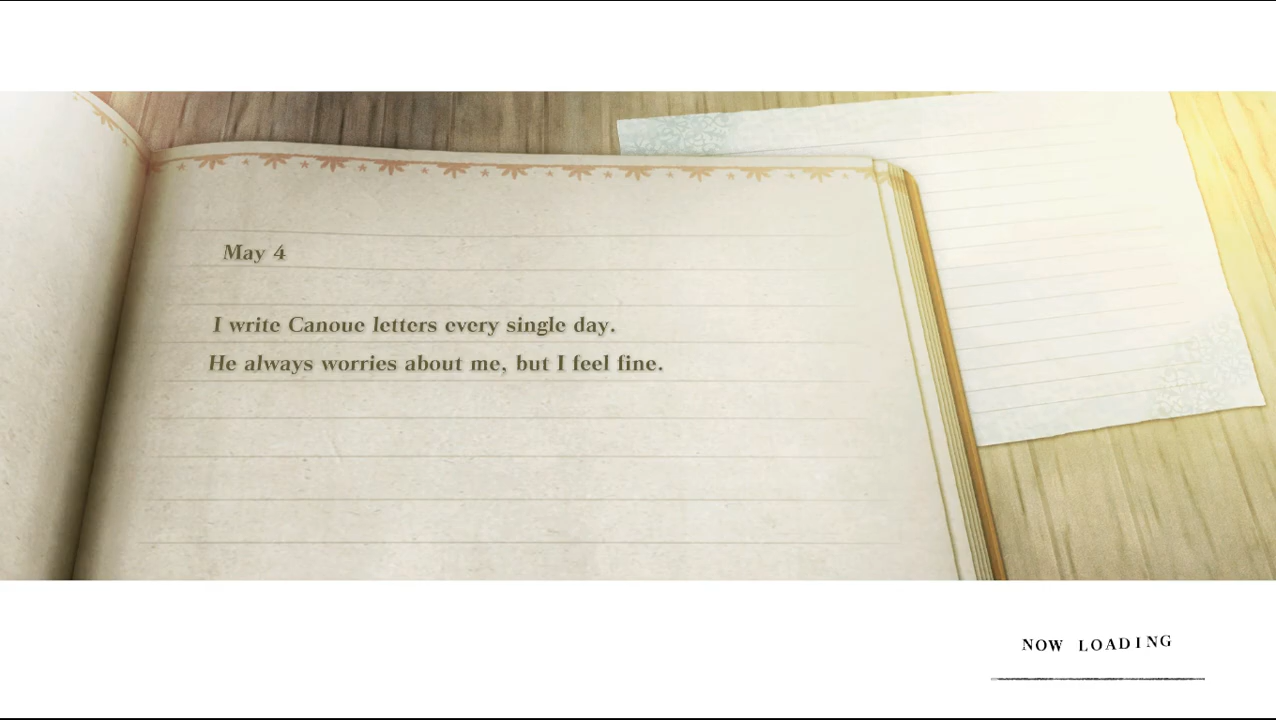 May 4
I write Canoue letters every single day.
He always worries about me, but I feel fine.
NOW LOADING